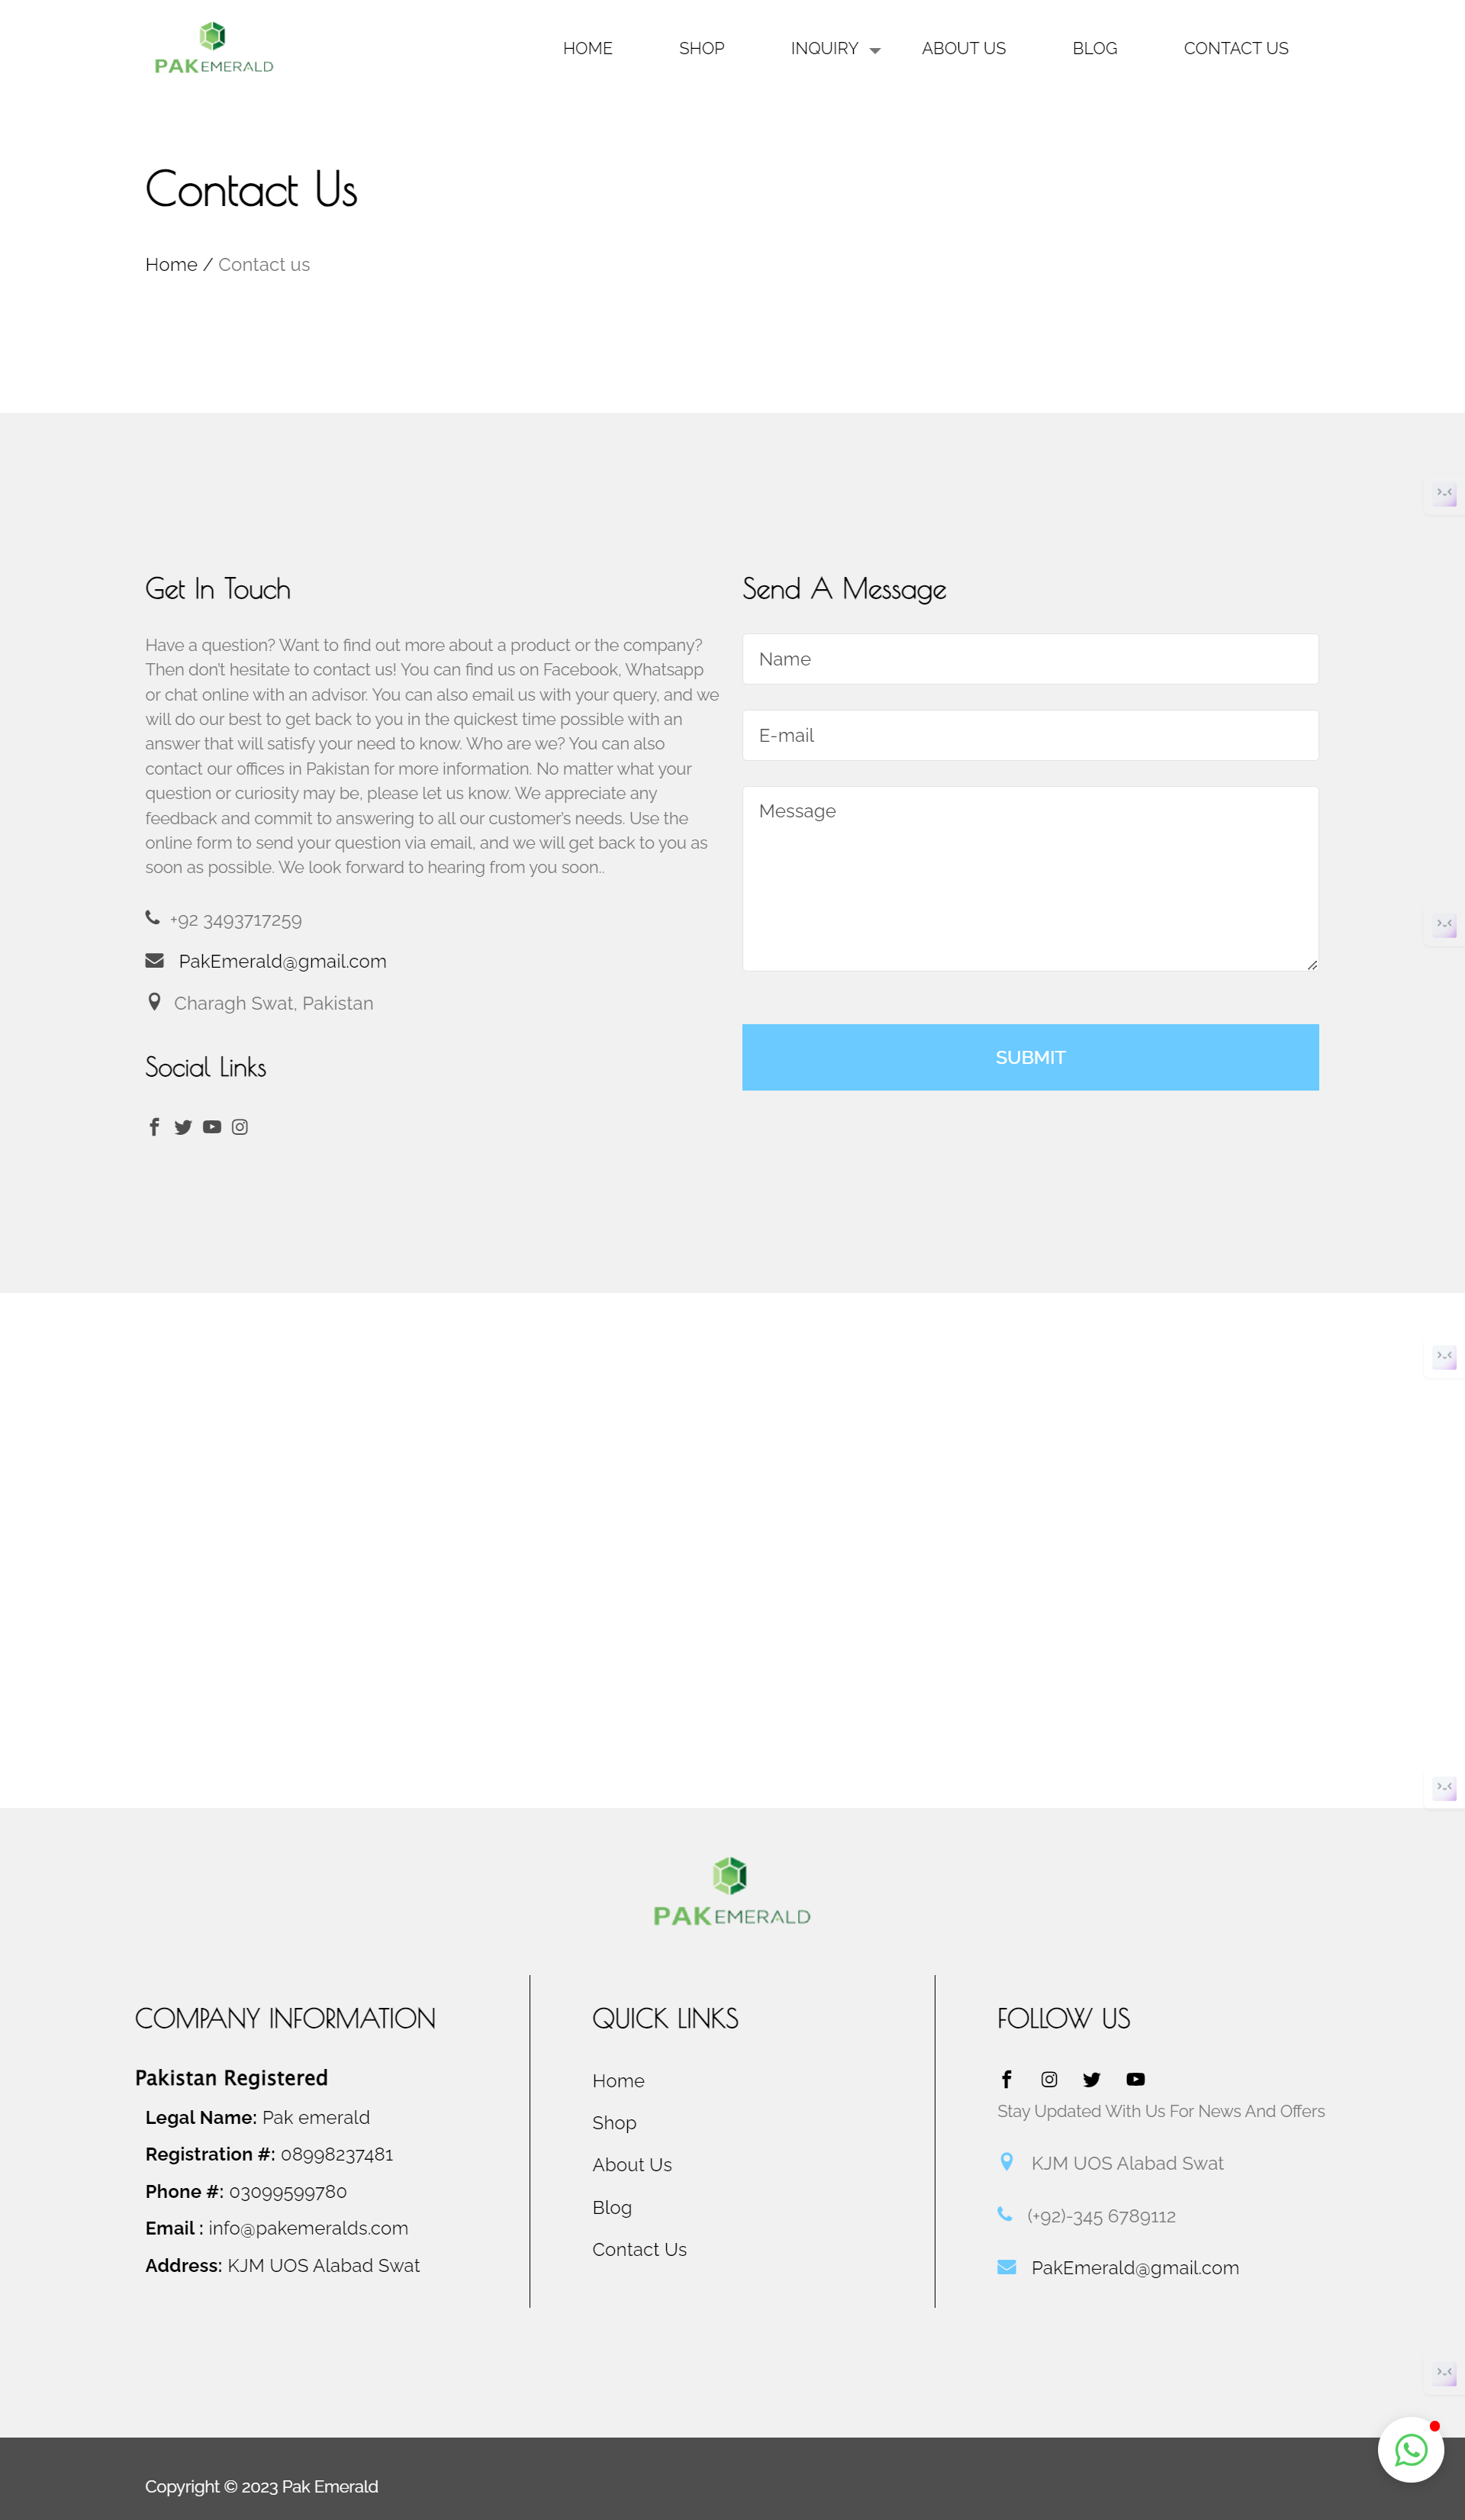 PAK EMERALD
HOME
SHOP
INQUIRY
ABOUT US
BLOG
CONTACT US
Contact Us
Home / Contact us
Get In Touch
Have a question? Want to find out more about a product or the company?
Then don't hesitate to contact us! You can find us on Facebook, Whatsapp
or chat online with an advisor. You can also email us with your query, and we
will do our best to get back to you in the quickest time possible with an
answer that will satisfy your need to know. Who are we? You can also
contact our offices in Pakistan for more information. No matter what your
question or curiosity may be, please let us know. We appreciate any
feedback and commit to answering to all our customer's needs. Use the
online form to send your question via email, and we will get back to you as
soon as possible. We look forward to hearing from you soon..
+92 3493717259
PakEmerald@gmail.com
Charagh Swat, Pakistan
Social Links
Send A Message
Name
E-mail
Message
SUBMIT
PAK EMERALD
COMPANY INFORMATION
Pakistan Registered
Legal Name: Pak emerald
Registration #: 08998237481
Phone #: 03099599780
Email : info@pakemeralds.com
Address: KJM UOS Alabad Swat
QUICK LINKS
Home
Shop
About Us
Blog
Contact Us
FOLLOW US
Stay Updated With Us For News And Offers
KJM UOS Alabad Swat
(+92)-345 6789112
PakEmerald@gmail.com
Copyright © 2023 Pak Emerald